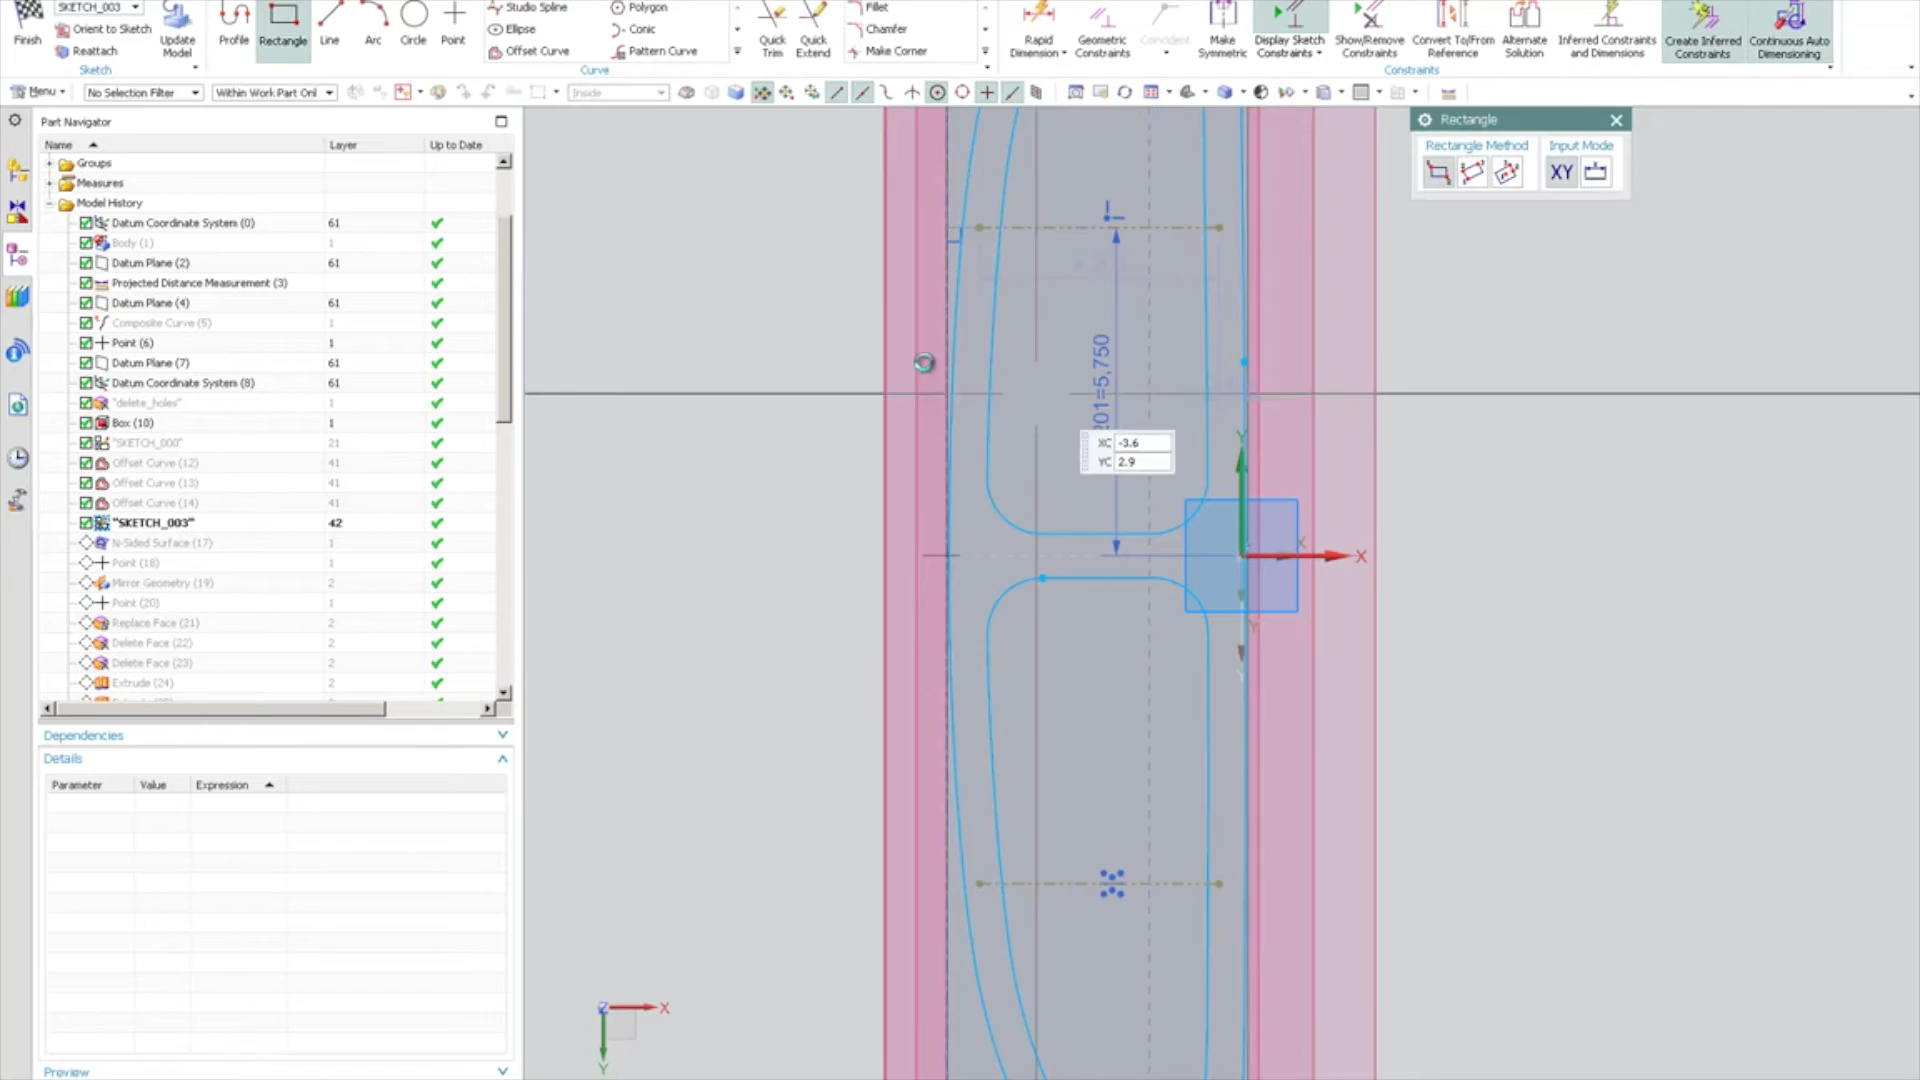 SKETCH_003
Finish
Orient to Sketch
Reattach
Update Model
Sketch
Profile
Rectangle
Line
Arc
Circle
Point
Studio Spline
Ellipse
Offset Curve
Polygon
Conic
Pattern Curve
Curve
Quick Trim
Quick Extend
Fillet
Chamfer
Make Corner
Rapid Dimension
Geometric Constraints
Coincident
Make Symmetric
Display Sketch Constraints
Show/Remove Constraints
Convert To/From Reference
Alternate Solution
Inferred Constraints and Dimensions
Create Inferred Constraints
Continuous Auto Dimensioning
Constraints
Menu
No Selection Filter
Within Work Part Onl
Inside
Part Navigator
Name Layer Up to Date
Groups
Measures
Model History
Datum Coordinate System (0) 61
Body (1) 1
Datum Plane (2) 61
Projected Distance Measurement (3)
Datum Plane (4) 61
Composite Curve (5) 1
Point (6) 1
Datum Plane (7) 61
Datum Coordinate System (8) 61
"delete_holes" 1
Box (10) 1
"SKETCH_000" 21
Offset Curve (12) 41
Offset Curve (13) 41
Offset Curve (14) 41
"SKETCH_003" 42
N-Sided Surface (17) 1
Point (18) 1
Mirror Geometry (19) 2
Point (20) 1
Replace Face (21) 2
Delete Face (22) 2
Delete Face (23) 2
Extrude (24) 2
Dependencies
Details
Parameter Value Expression
Preview
Rectangle
Rectangle Method Input Mode
XY
201=5,750
XC -3.6
YC 2.9
Y
X
X
Y
Z
X
Y